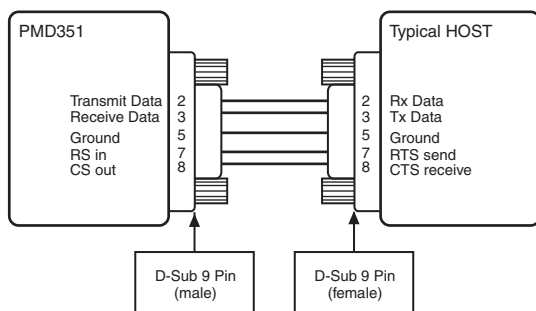 PMD351
Typical HOST
Transmit Data 2
Receive Data 3
Ground 5
RS in 7
CS out 8
2 Rx Data
3 Tx Data
5 Ground
7 RTS send
8 CTS receive
D-Sub 9 Pin
(male)
D-Sub 9 Pin
(female)